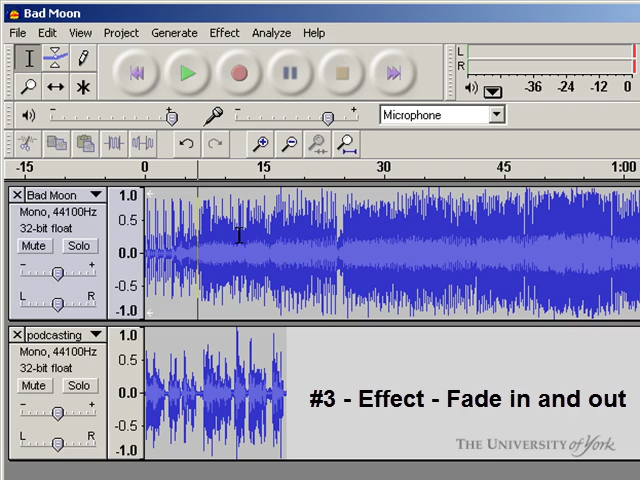 Bad Moon
File Edit View Project Generate Effect Analyze Help
L
R
-36 -24 -12 0
- + - + Microphone
-15 0 15 30 45 1:00
Bad Moon 1.0
Mono, 44100Hz
32-bit float 0.5
Mute Solo 0.0
- +
-0.5
L R
-1.0
podcasting 1.0
Mono, 44100Hz
32-bit float 0.5
Mute Solo 0.0
#3 - Effect - Fade in and out
- +
-0.5
L R
-1.0
THE UNIVERSITY of York